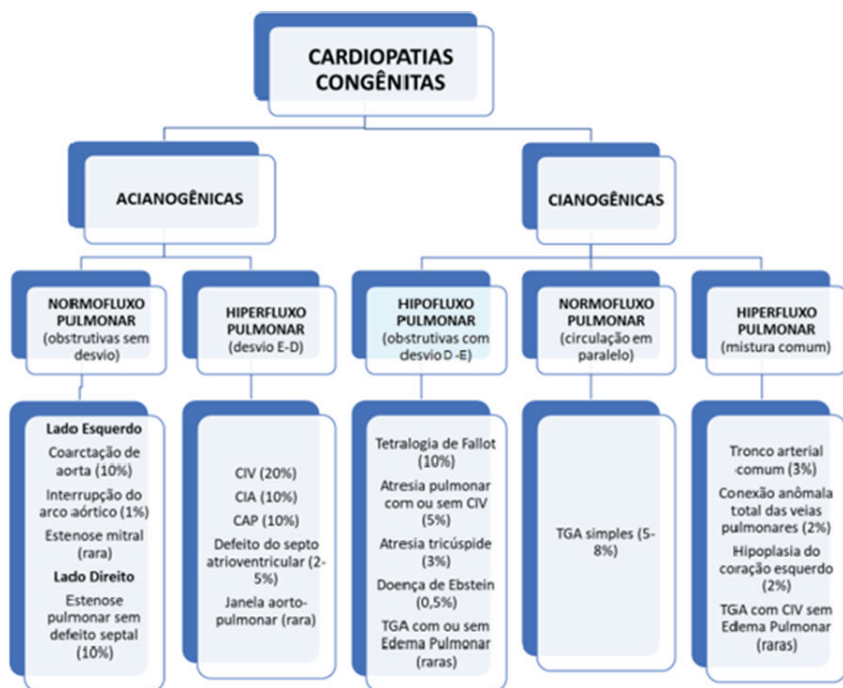 CARDIOPATIAS
CONGÊNITAS
ACIANOGÊNICAS
CIANOGÊNICAS
NORMOFLUXO
PULMONAR
(obstrutivas sem
desvio)
HIPERFLUXO
PULMONAR
(desvio E-D)
HIPOFLUXO
PULMONAR
(obstrutivas com
desvio D -E)
NORMOFLUXO
PULMONAR
(circulação em
paralelo)
HIPERFLUXO
PULMONAR
(mistura comum)
Lado Esquerdo
Coarctação de
aorta (10%)
Interrupção do
arco aórtico (1%)
Estenose mitral
(rara)
Lado Direito
Estenose
pulmonar sem
defeito septal
(10%)
CIV (20%)
CIA (10%)
CAP (10%)
Defeito do septo
atrioventricular (2-
5%)
Janela aorto-
pulmonar (rara)
Tetralogia de Fallot
(10%)
Atresia pulmonar
com ou sem CIV
(5%)
Atresia tricúspide
(3%)
Doença de Ebstein
(0,5%)
TGA com ou sem
Edema Pulmonar
(raras)
TGA simples (5-
8%)
Tronco arterial
comum (3%)
Conexão anômala
total das veias
pulmonares (2%)
Hipoplasia do
coração esquerdo
(2%)
TGA com CIV sem
Edema Pulmonar
(raras)